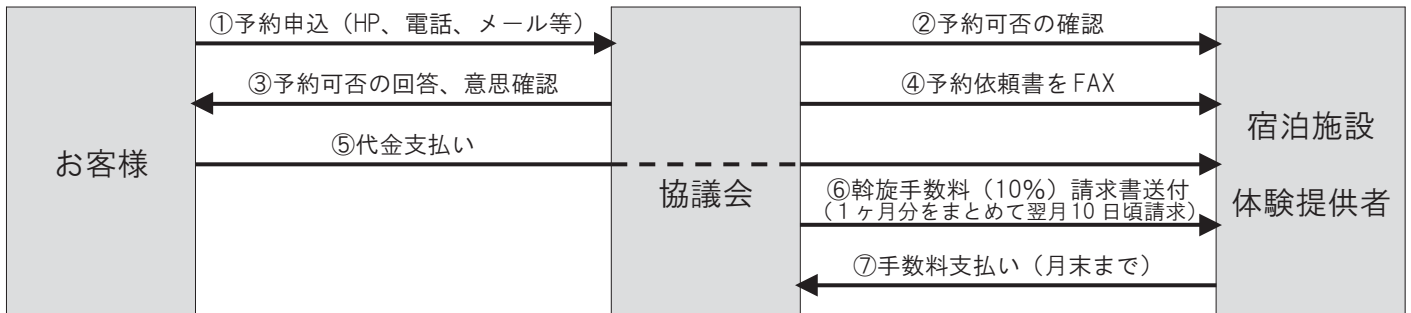 ①予約申込（HP、電話、メール等）
②予約可否の確認
③予約可否の回答、意思確認
④予約依頼書をFAX
⑤代金支払い
お客様
協議会
宿泊施設
体験提供者
⑥斡旋手数料（10％）請求書送付
（１ヶ月分をまとめて翌月10日頃請求）
⑦手数料支払い（月末まで）